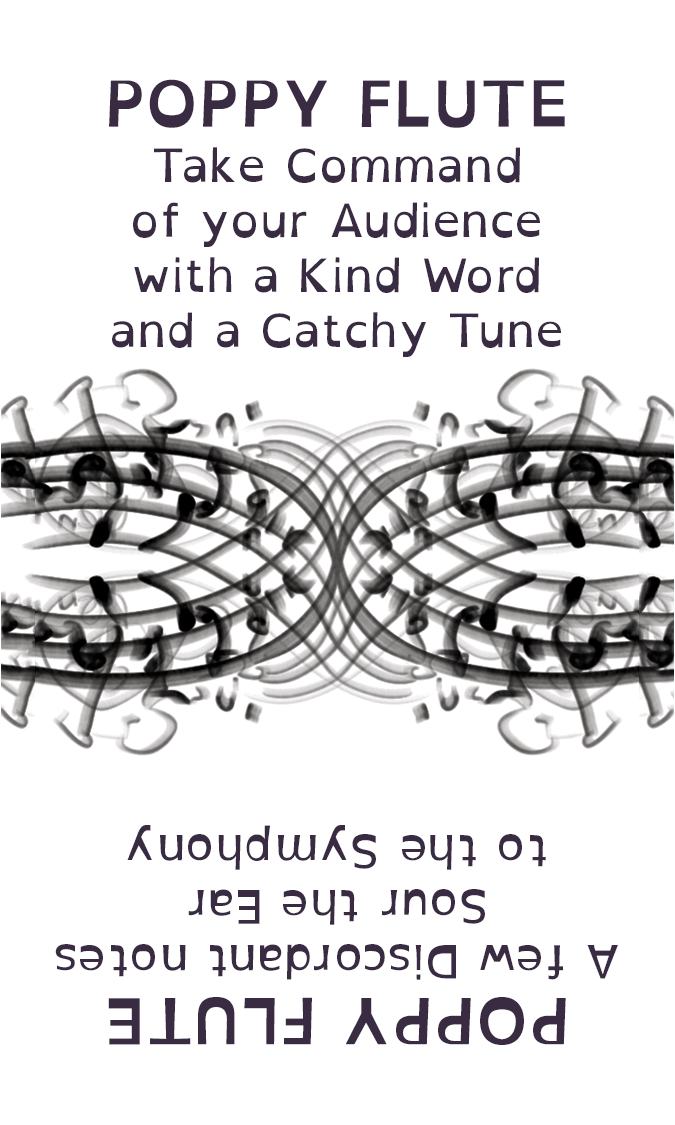 POPPY FLUTE
Take Command
of your Audience
with a Kind Word
and a Catchy Tune
POPPY FLUTE
A few Discordant notes
Sour the Ear
to the Symphony